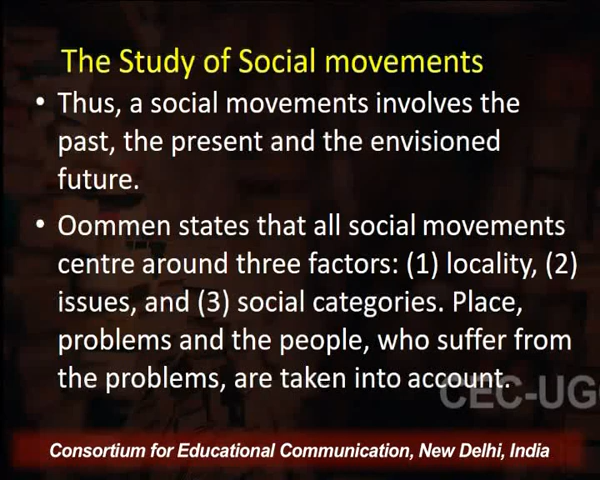 The Study of Social movements
• Thus, a social movements involves the
past, the present and the envisioned
future.
• Oommen states that all social movements
centre around three factors: (1) locality, (2)
issues, and (3) social categories. Place,
problems and the people, who suffer from
the problems, are taken into account.
CEC-UG
Consortium for Educational Communication, New Delhi, India